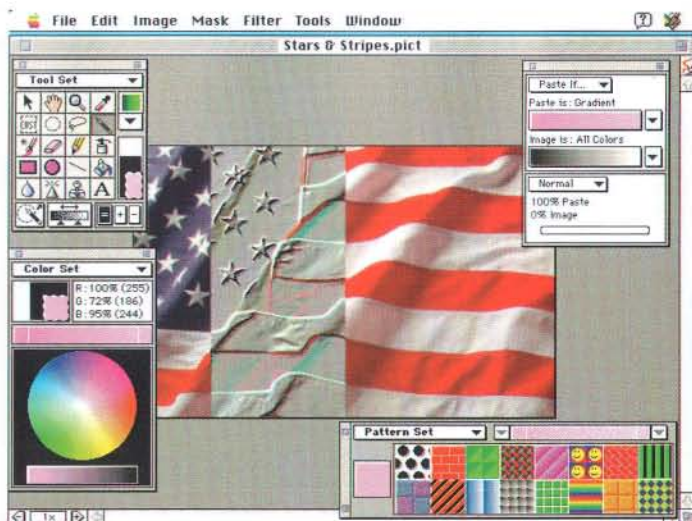 File Edit Image Mask Filter Tools Window
Stars & Stripes.pict
Tool Set
A
Paste If...
Paste is: Gradient
Image is: All Colors
Normal
100% Paste
0% Image
Color Set
R: 100% (255)
G: 72% (186)
B: 95% (244)
Pattern Set
1×